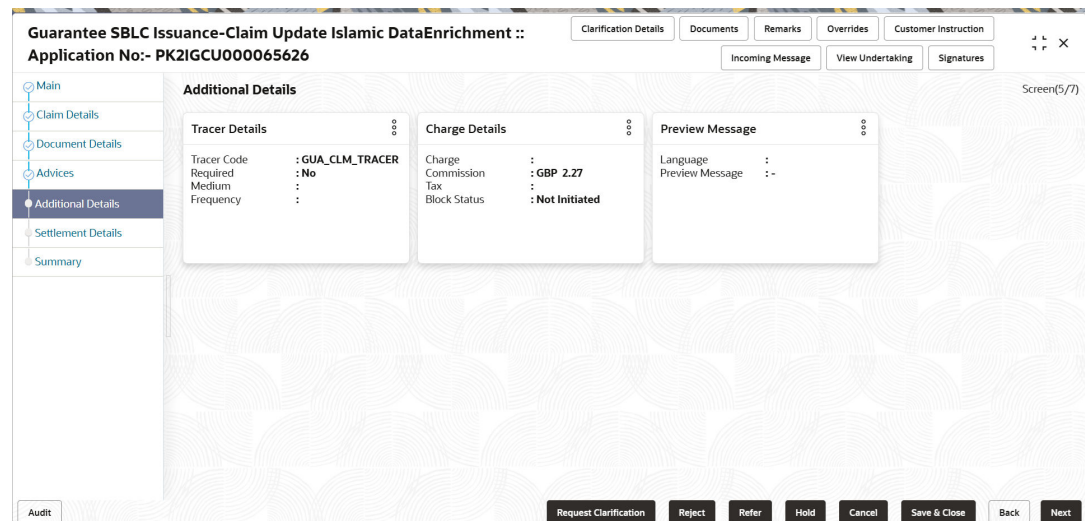 Guarantee SBLC Issuance-Claim Update Islamic DataEnrichment ::
Application No:- PK2IGCU000065626
Clarification Details
Documents
Remarks
Overrides
Customer Instruction
Incoming Message
View Undertaking
Signatures
Main
Claim Details
Document Details
Advices
Additional Details
Settlement Details
Summary
Additional Details
Screen(5/7)
Tracer Details
Tracer Code : GUA_CLM_TRACER
Required : No
Medium :
Frequency :
Charge Details
Charge :
Commission : GBP 2.27
Tax :
Block Status : Not Initiated
Preview Message
Language :
Preview Message : -
Audit
Request Clarification
Reject
Refer
Hold
Cancel
Save & Close
Back
Next